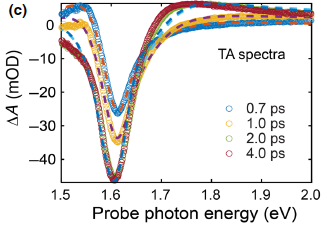 (c)
0
−10
−20
−30
−40
ΔA (mOD)
TA spectra
0.7 ps
1.0 ps
2.0 ps
4.0 ps
1.5 1.6 1.7 1.8 1.9 2.0
Probe photon energy (eV)